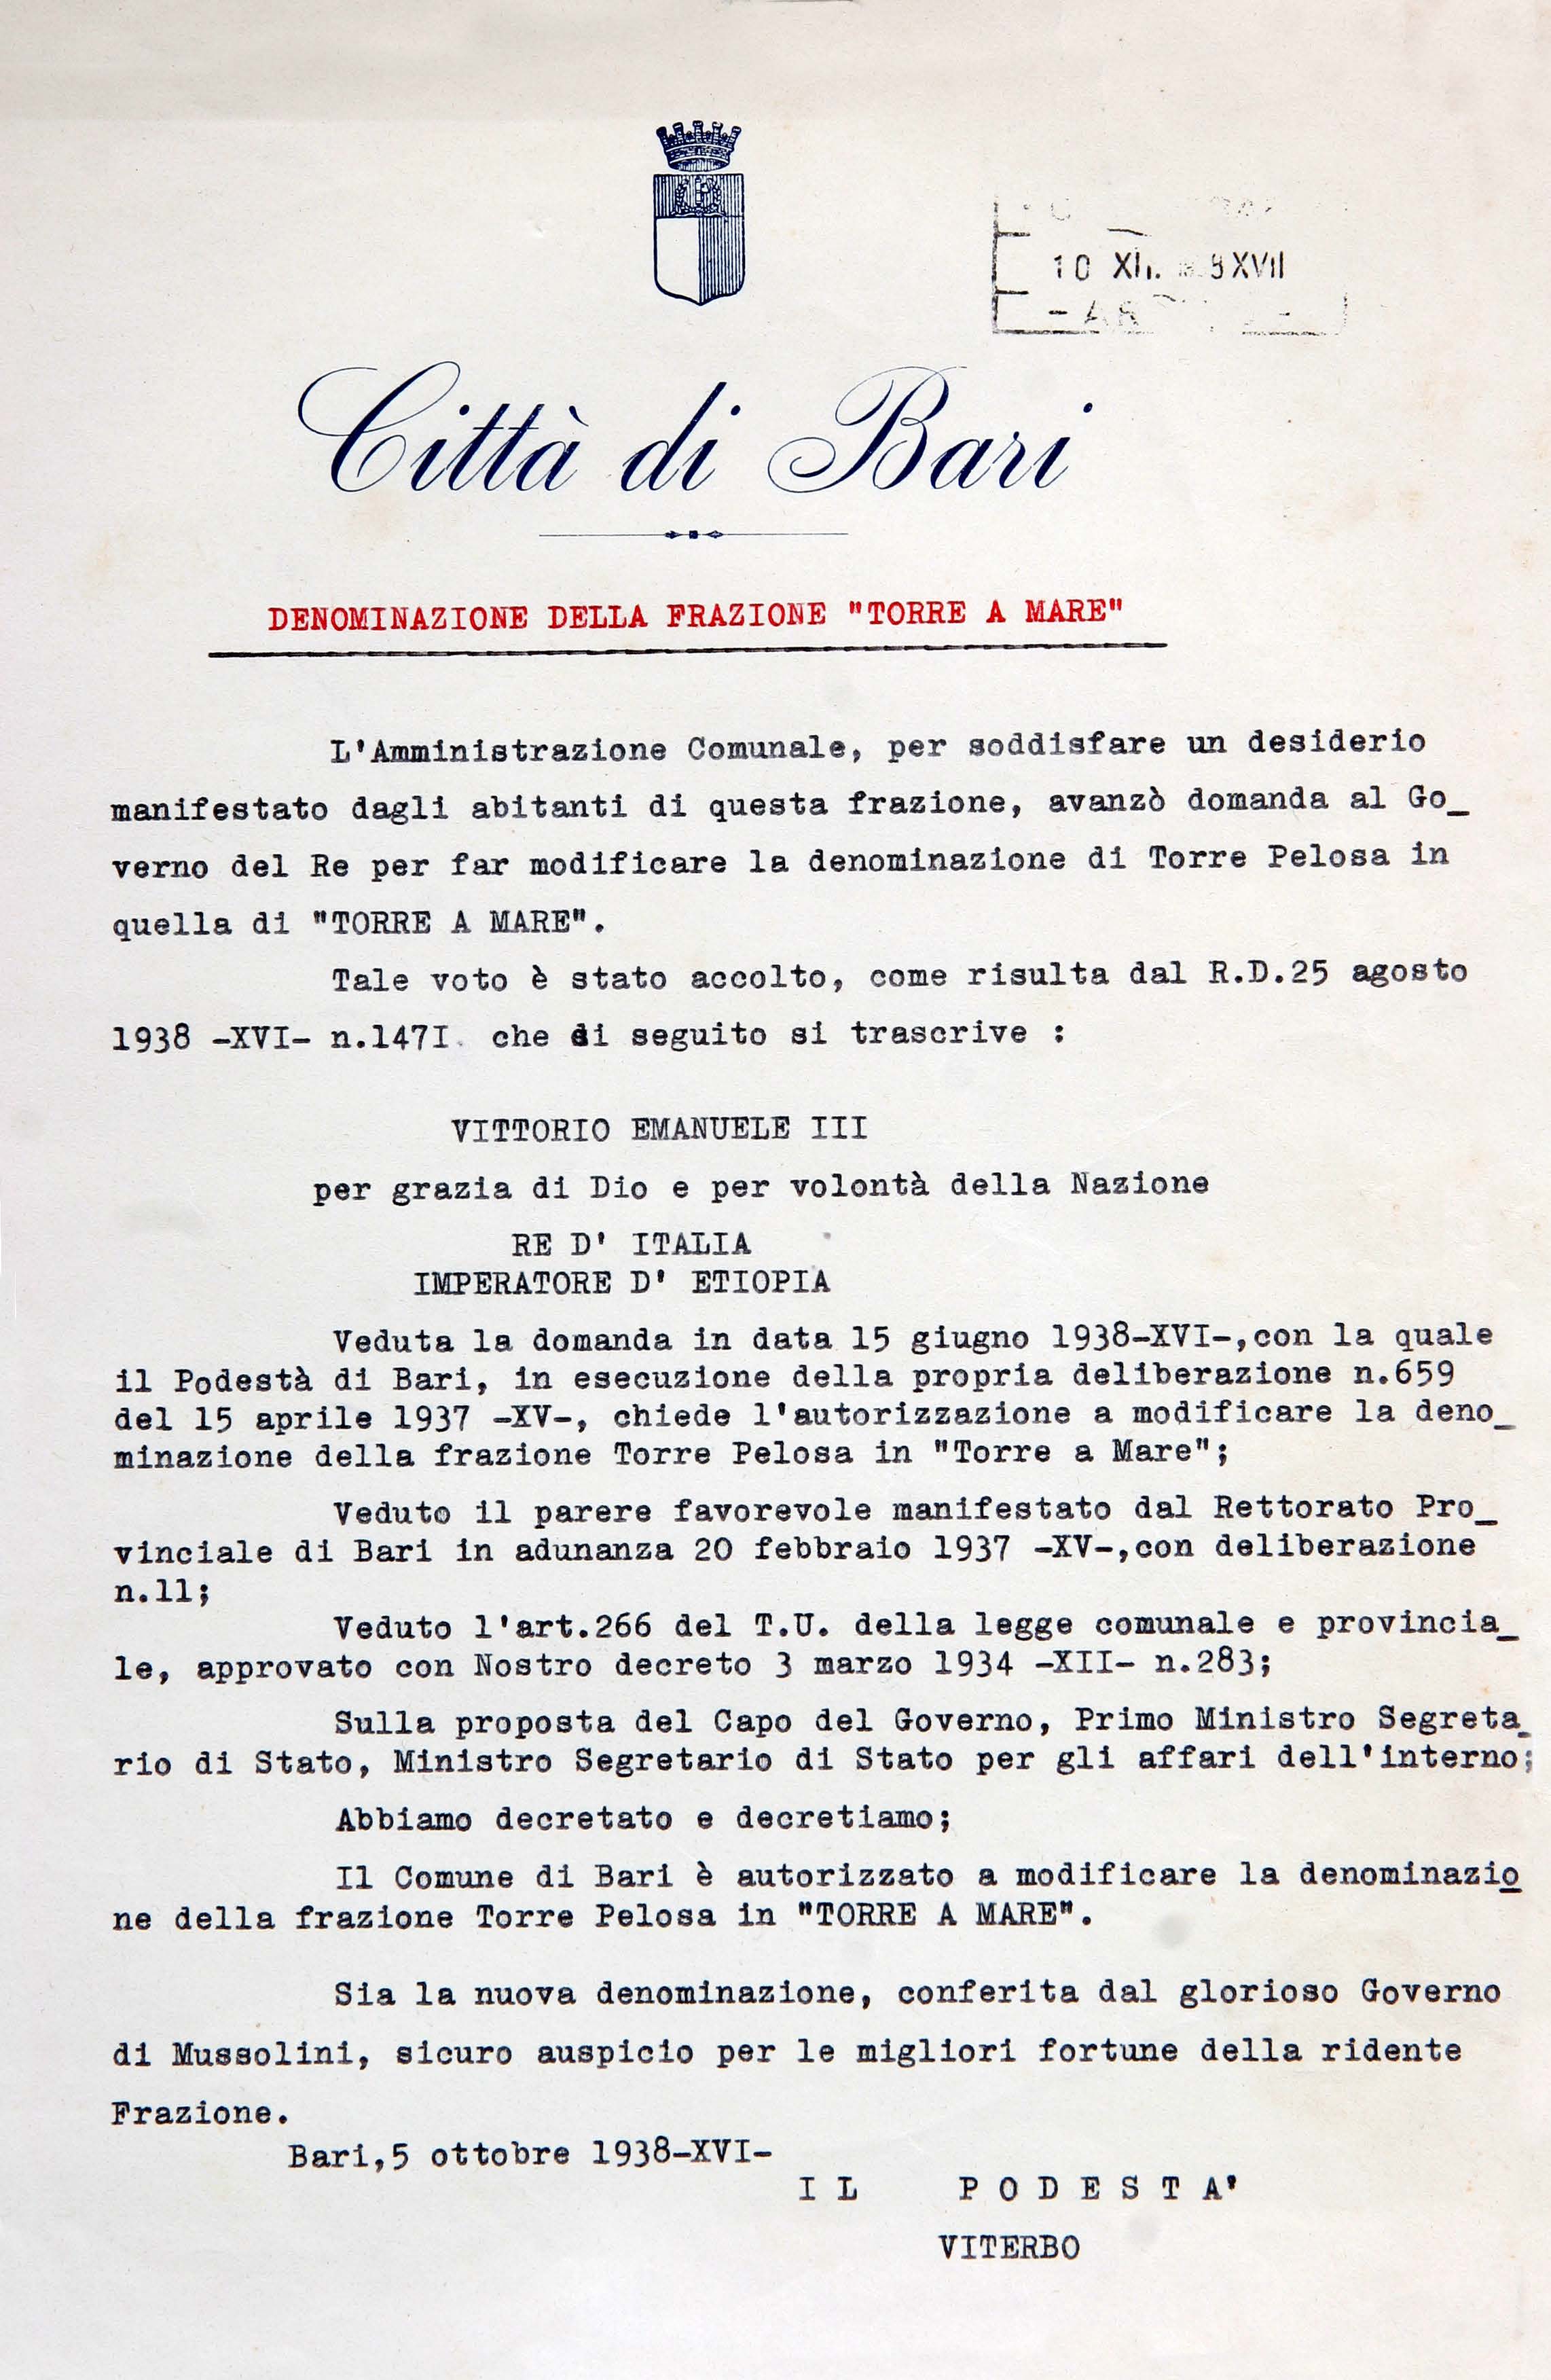 10 XII. 8 XVII
Città di Bari
DENOMINAZIONE DELLA FRAZIONE "TORRE A MARE"
L'Amministrazione Comunale, per soddisfare un desiderio
manifestato dagli abitanti di questa frazione, avanzò domanda al Go_
verno del Re per far modificare la denominazione di Torre Pelosa in
quella di "TORRE A MARE".
Tale voto è stato accolto, come risulta dal R.D.25 agosto
1938 -XVI- n.147I. che di seguito si trascrive :
VITTORIO EMANUELE III
per grazia di Dio e per volontà della Nazione
RE D' ITALIA
IMPERATORE D' ETIOPIA
Veduta la domanda in data 15 giugno 1938-XVI-,con la quale
il Podestà di Bari, in esecuzione della propria deliberazione n.659
del 15 aprile 1937 -XV-, chiede l'autorizzazione a modificare la deno_
minazione della frazione Torre Pelosa in "Torre a Mare";
Veduto il parere favorevole manifestato dal Rettorato Pro_
vinciale di Bari in adunanza 20 febbraio 1937 -XV-,con deliberazione
n.11;
Veduto l'art.266 del T.U. della legge comunale e provincia_
le, approvato con Nostro decreto 3 marzo 1934 -XII- n.283;
Sulla proposta del Capo del Governo, Primo Ministro Segreta_
rio di Stato, Ministro Segretario di Stato per gli affari dell'interno;
Abbiamo decretato e decretiamo;
Il Comune di Bari è autorizzato a modificare la denominazio
ne della frazione Torre Pelosa in "TORRE A MARE".
Sia la nuova denominazione, conferita dal glorioso Governo
di Mussolini, sicuro auspicio per le migliori fortune della ridente
Frazione.
Bari,5 ottobre 1938-XVI-
IL PODESTA'
VITERBO